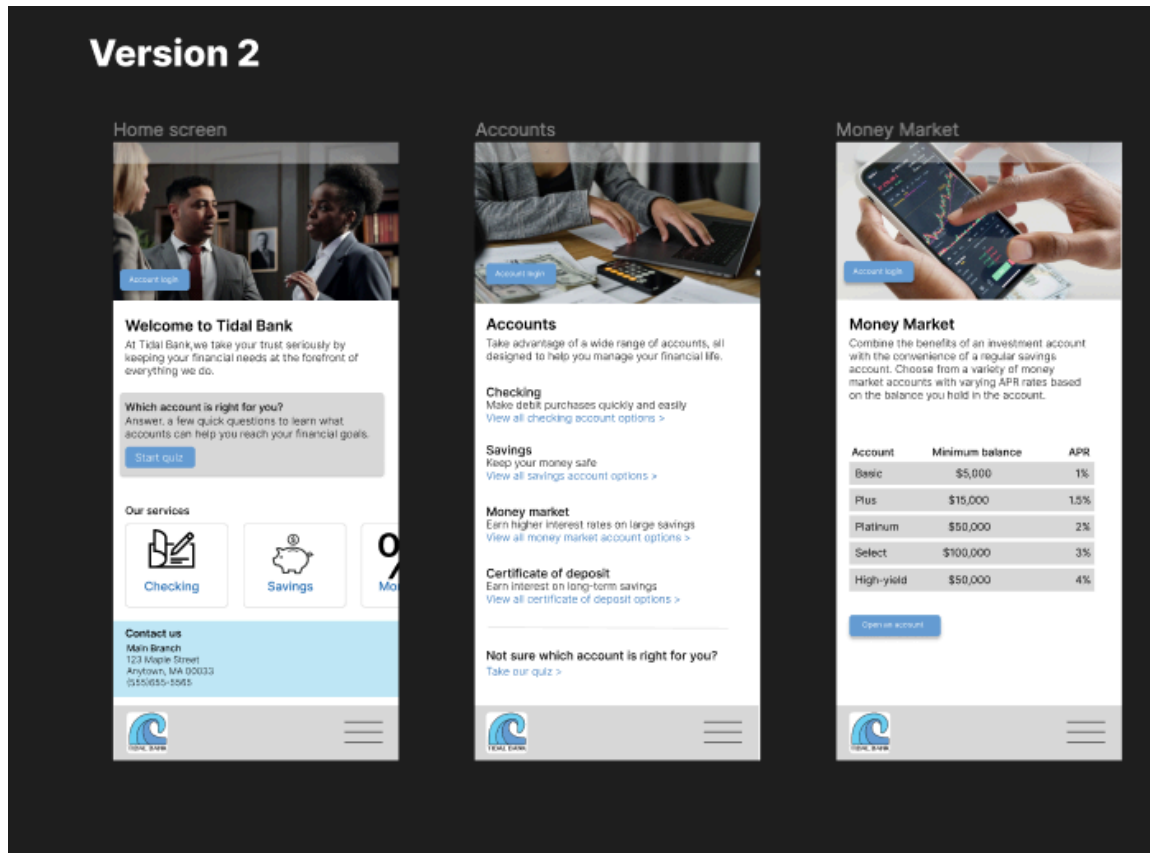 Version 2
Home screen
Account login
Welcome to Tidal Bank
At Tidal Bank,we take your trust seriously by
keeping your financial needs at the forefront of
everything we do.
Which account is right for you?
Answer, a few quick questions to learn what
accounts can help you reach your financial goals.
Start quiz
Our services
Checking
Savings
Mo
Contact us
Main Branch
123 Maple Street
Anytown, MA 00033
(555)655-5565
TIDAL BANK
Accounts
Account login
Accounts
Take advantage of a wide range of accounts, all
designed to help you manage your financial life.
Checking
Make debit purchases quickly and easily
View all checking account options >
Savings
Keep your money safe
View all savings account options >
Money market
Earn higher interest rates on large savings
View all money market account options >
Certificate of deposit
Earn interest on long-term savings
View all certificate of deposit options >
Not sure which account is right for you?
Take our quiz >
TIDAL BANK
Money Market
Account login
Money Market
Combine the benefits of an investment account
with the convenience of a regular savings
account. Choose from a variety of money
market accounts with varying APR rates based
on the balance you hold in the account.
Account Minimum balance APR
Basic $5,000 1%
Plus $15,000 1.5%
Platinum $50,000 2%
Select $100,000 3%
High-yield $50,000 4%
Open an account
TIDAL BANK